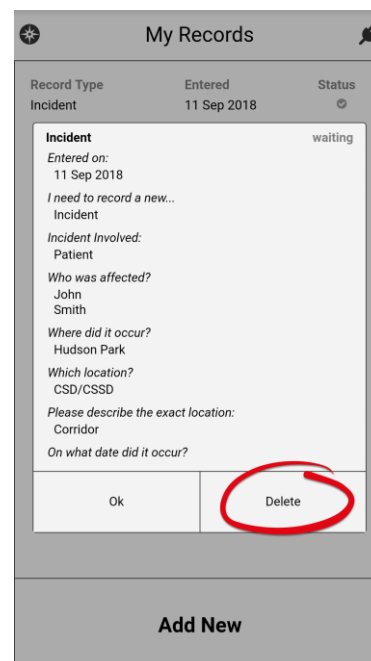 My Records
Record Type Entered Status
Incident 11 Sep 2018
Incident waiting
Entered on:
11 Sep 2018
I need to record a new...
Incident
Incident Involved:
Patient
Who was affected?
John
Smith
Where did it occur?
Hudson Park
Which location?
CSD/CSSD
Please describe the exact location:
Corridor
On what date did it occur?
Ok Delete
Add New